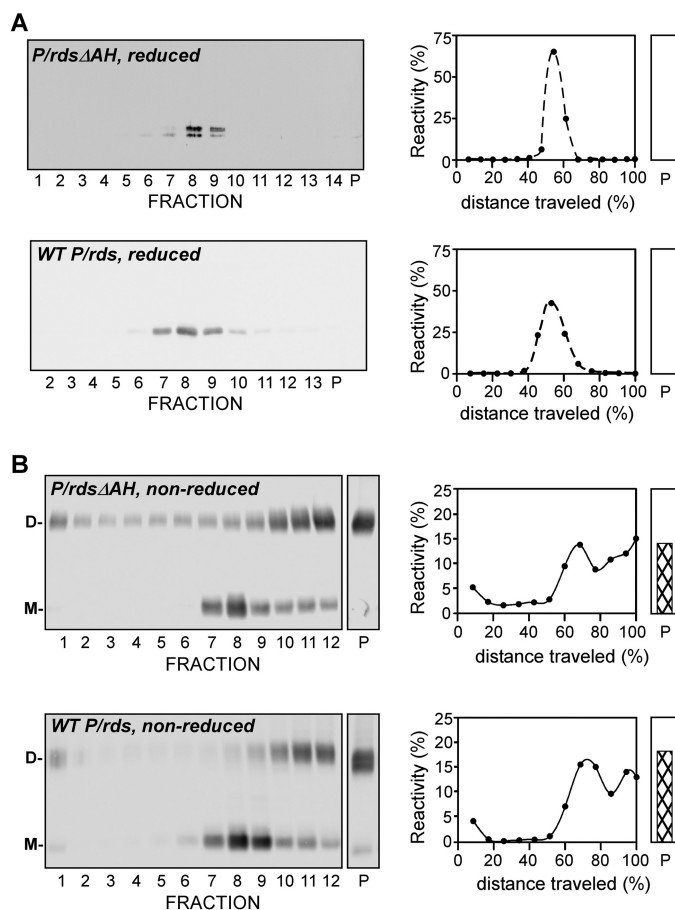 A
P/rdsΔAH, reduced
1 2 3 4 5 6 7 8 9 10 11 12 13 14 P
FRACTION
Reactivity (%)
75
50
25
0
0 20 40 60 80 100 P
distance traveled (%)
WT P/rds, reduced
2 3 4 5 6 7 8 9 10 11 12 13 P
FRACTION
Reactivity (%)
75
50
25
0
0 20 40 60 80 100 P
distance traveled (%)
B
P/rdsΔAH, non-reduced
D-
M-
1 2 3 4 5 6 7 8 9 10 11 12 P
FRACTION
Reactivity (%)
25
20
15
10
5
0
0 20 40 60 80 100 P
distance traveled (%)
WT P/rds, non-reduced
D-
M-
1 2 3 4 5 6 7 8 9 10 11 12 P
FRACTION
Reactivity (%)
25
20
15
10
5
0
0 20 40 60 80 100 P
distance traveled (%)